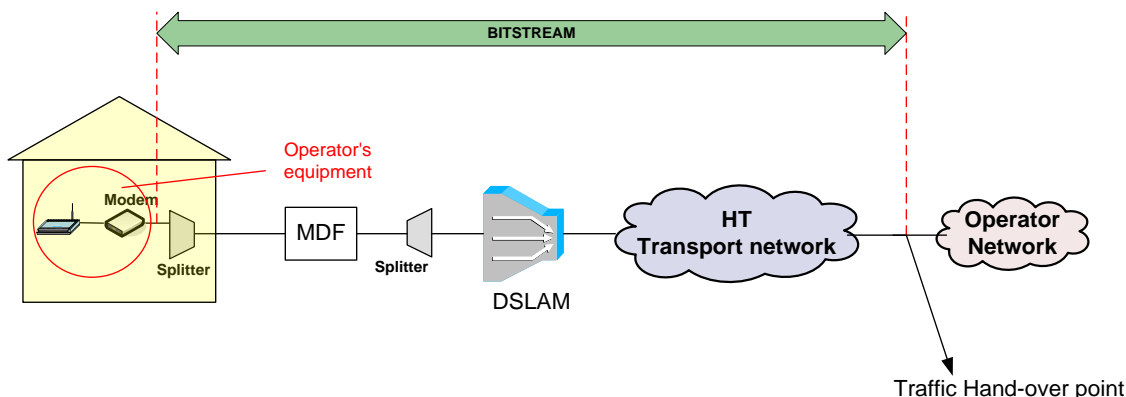 BITSTREAM
Operator's
equipment
Modem
Splitter
MDF
Splitter
DSLAM
HT
Transport network
Operator
Network
Traffic Hand-over point